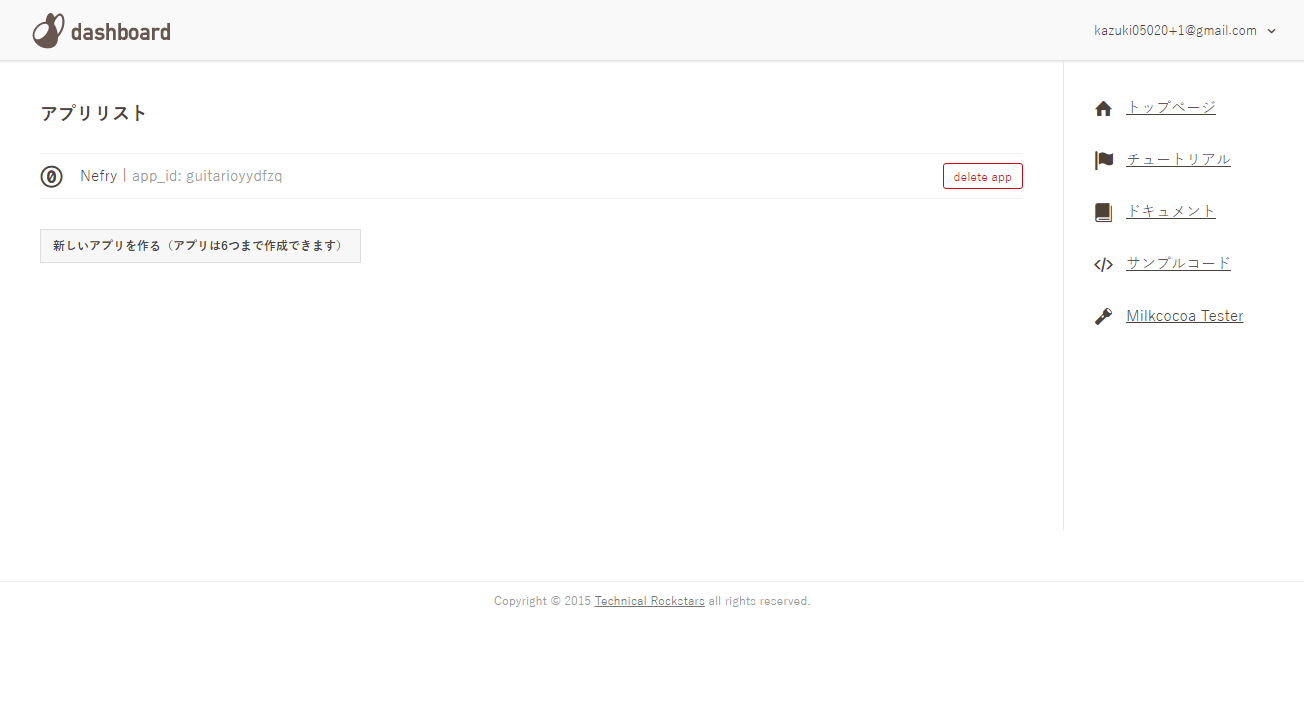 dashboard
kazuki05020+1@gmail.com
アプリリスト
Nefry | app_id: guitarioyydfzq
delete app
新しいアプリを作る（アプリは6つまで作成できます）
トップページ
チュートリアル
ドキュメント
サンプルコード
Milkcocoa Tester
Copyright © 2015 Technical Rockstars all rights reserved.